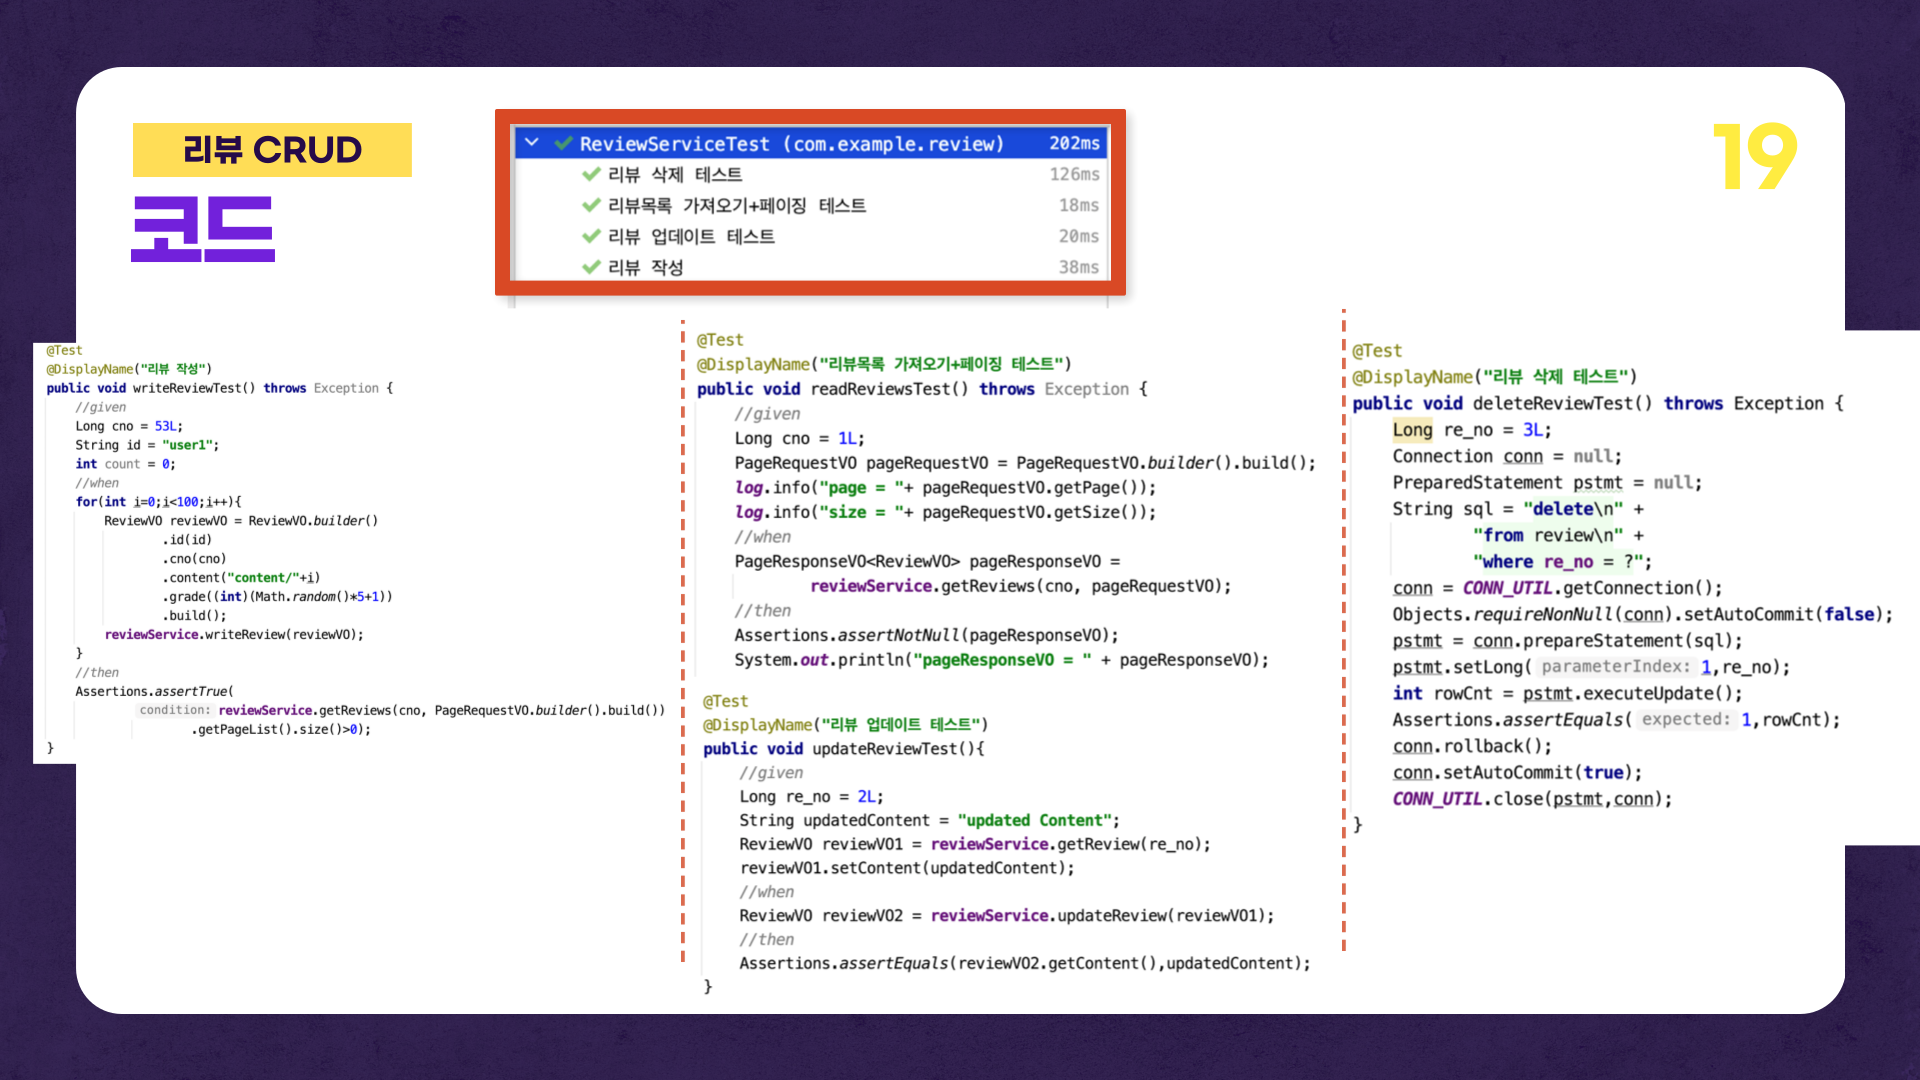 리뷰 CRUD
코드
19
ReviewServiceTest (com.example.review) 202ms
리뷰 삭제 테스트 126ms
리뷰목록 가져오기+페이징 테스트 18ms
리뷰 업데이트 테스트 20ms
리뷰 작성 38ms
@Test
@DisplayName("리뷰 작성")
public void writeReviewTest() throws Exception {
//given
Long cno = 53L;
String id = "user1";
int count = 0;
//when
for(int i=0;i<100;i++){
ReviewVO reviewVO = ReviewVO.builder()
.id(id)
.cno(cno)
.content("content/"+i)
.grade((int)(Math.random()*5+1))
.build();
reviewService.writeReview(reviewVO);
}
//then
Assertions.assertTrue(
condition: reviewService.getReviews(cno, PageRequestVO.builder().build())
.getPageList().size()>0);
}
@Test
@DisplayName("리뷰목록 가져오기+페이징 테스트")
public void readReviewsTest() throws Exception {
//given
Long cno = 1L;
PageRequestVO pageRequestVO = PageRequestVO.builder().build();
log.info("page = "+ pageRequestVO.getPage());
log.info("size = "+ pageRequestVO.getSize());
//when
PageResponseVO<ReviewVO> pageResponseVO =
reviewService.getReviews(cno, pageRequestVO);
//then
Assertions.assertNotNull(pageResponseVO);
System.out.println("pageResponseVO = " + pageResponseVO);
@Test
@DisplayName("리뷰 업데이트 테스트")
public void updateReviewTest(){
//given
Long re_no = 2L;
String updatedContent = "updated Content";
ReviewVO reviewVO1 = reviewService.getReview(re_no);
reviewVO1.setContent(updatedContent);
//when
ReviewVO reviewVO2 = reviewService.updateReview(reviewVO1);
//then
Assertions.assertEquals(reviewVO2.getContent(),updatedContent);
}
@Test
@DisplayName("리뷰 삭제 테스트")
public void deleteReviewTest() throws Exception {
Long re_no = 3L;
Connection conn = null;
PreparedStatement pstmt = null;
String sql = "delete\n" +
"from review\n" +
"where re_no = ?";
conn = CONN_UTIL.getConnection();
Objects.requireNonNull(conn).setAutoCommit(false);
pstmt = conn.prepareStatement(sql);
pstmt.setLong( parameterIndex: 1,re_no);
int rowCnt = pstmt.executeUpdate();
Assertions.assertEquals( expected: 1,rowCnt);
conn.rollback();
conn.setAutoCommit(true);
CONN_UTIL.close(pstmt,conn);
}